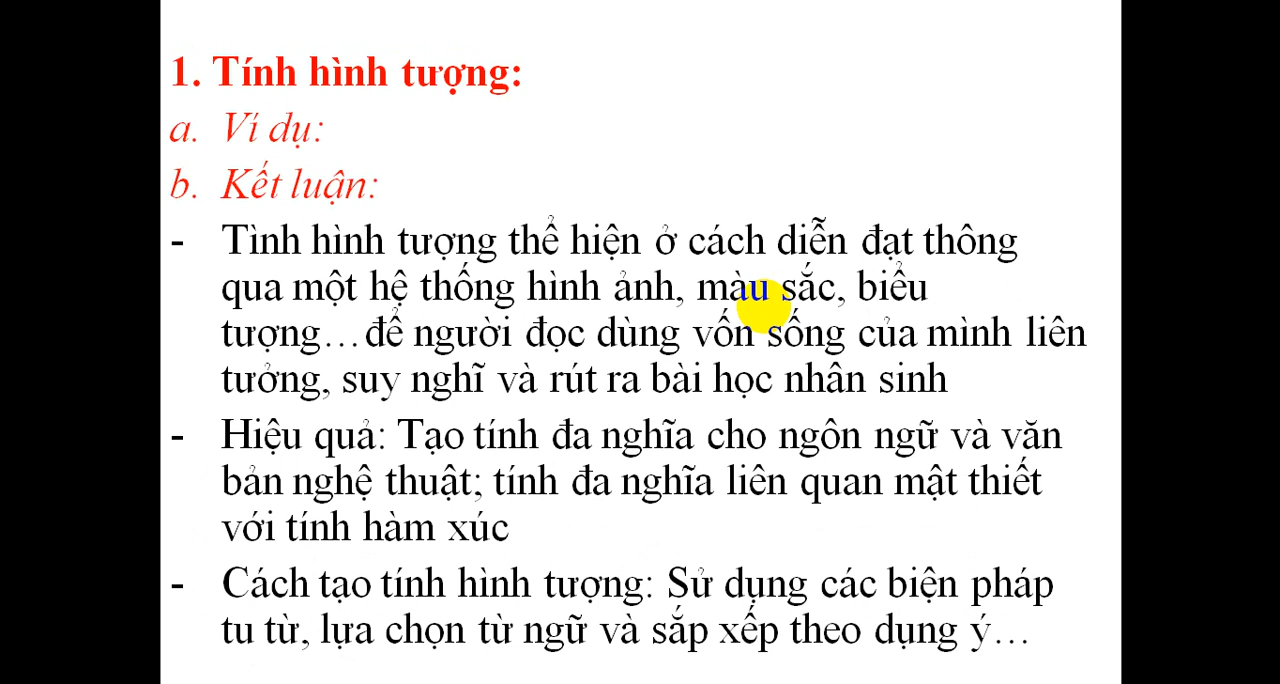 1. Tính hình tượng:
a. Ví dụ:
b. Kết luận:
- Tình hình tượng thể hiện ở cách diễn đạt thông
qua một hệ thống hình ảnh, màu sắc, biểu
tượng…để người đọc dùng vốn sống của mình liên
tưởng, suy nghĩ và rút ra bài học nhân sinh
- Hiệu quả: Tạo tính đa nghĩa cho ngôn ngữ và văn
bản nghệ thuật; tính đa nghĩa liên quan mật thiết
với tính hàm xúc
- Cách tạo tính hình tượng: Sử dụng các biện pháp
tu từ, lựa chọn từ ngữ và sắp xếp theo dụng ý…